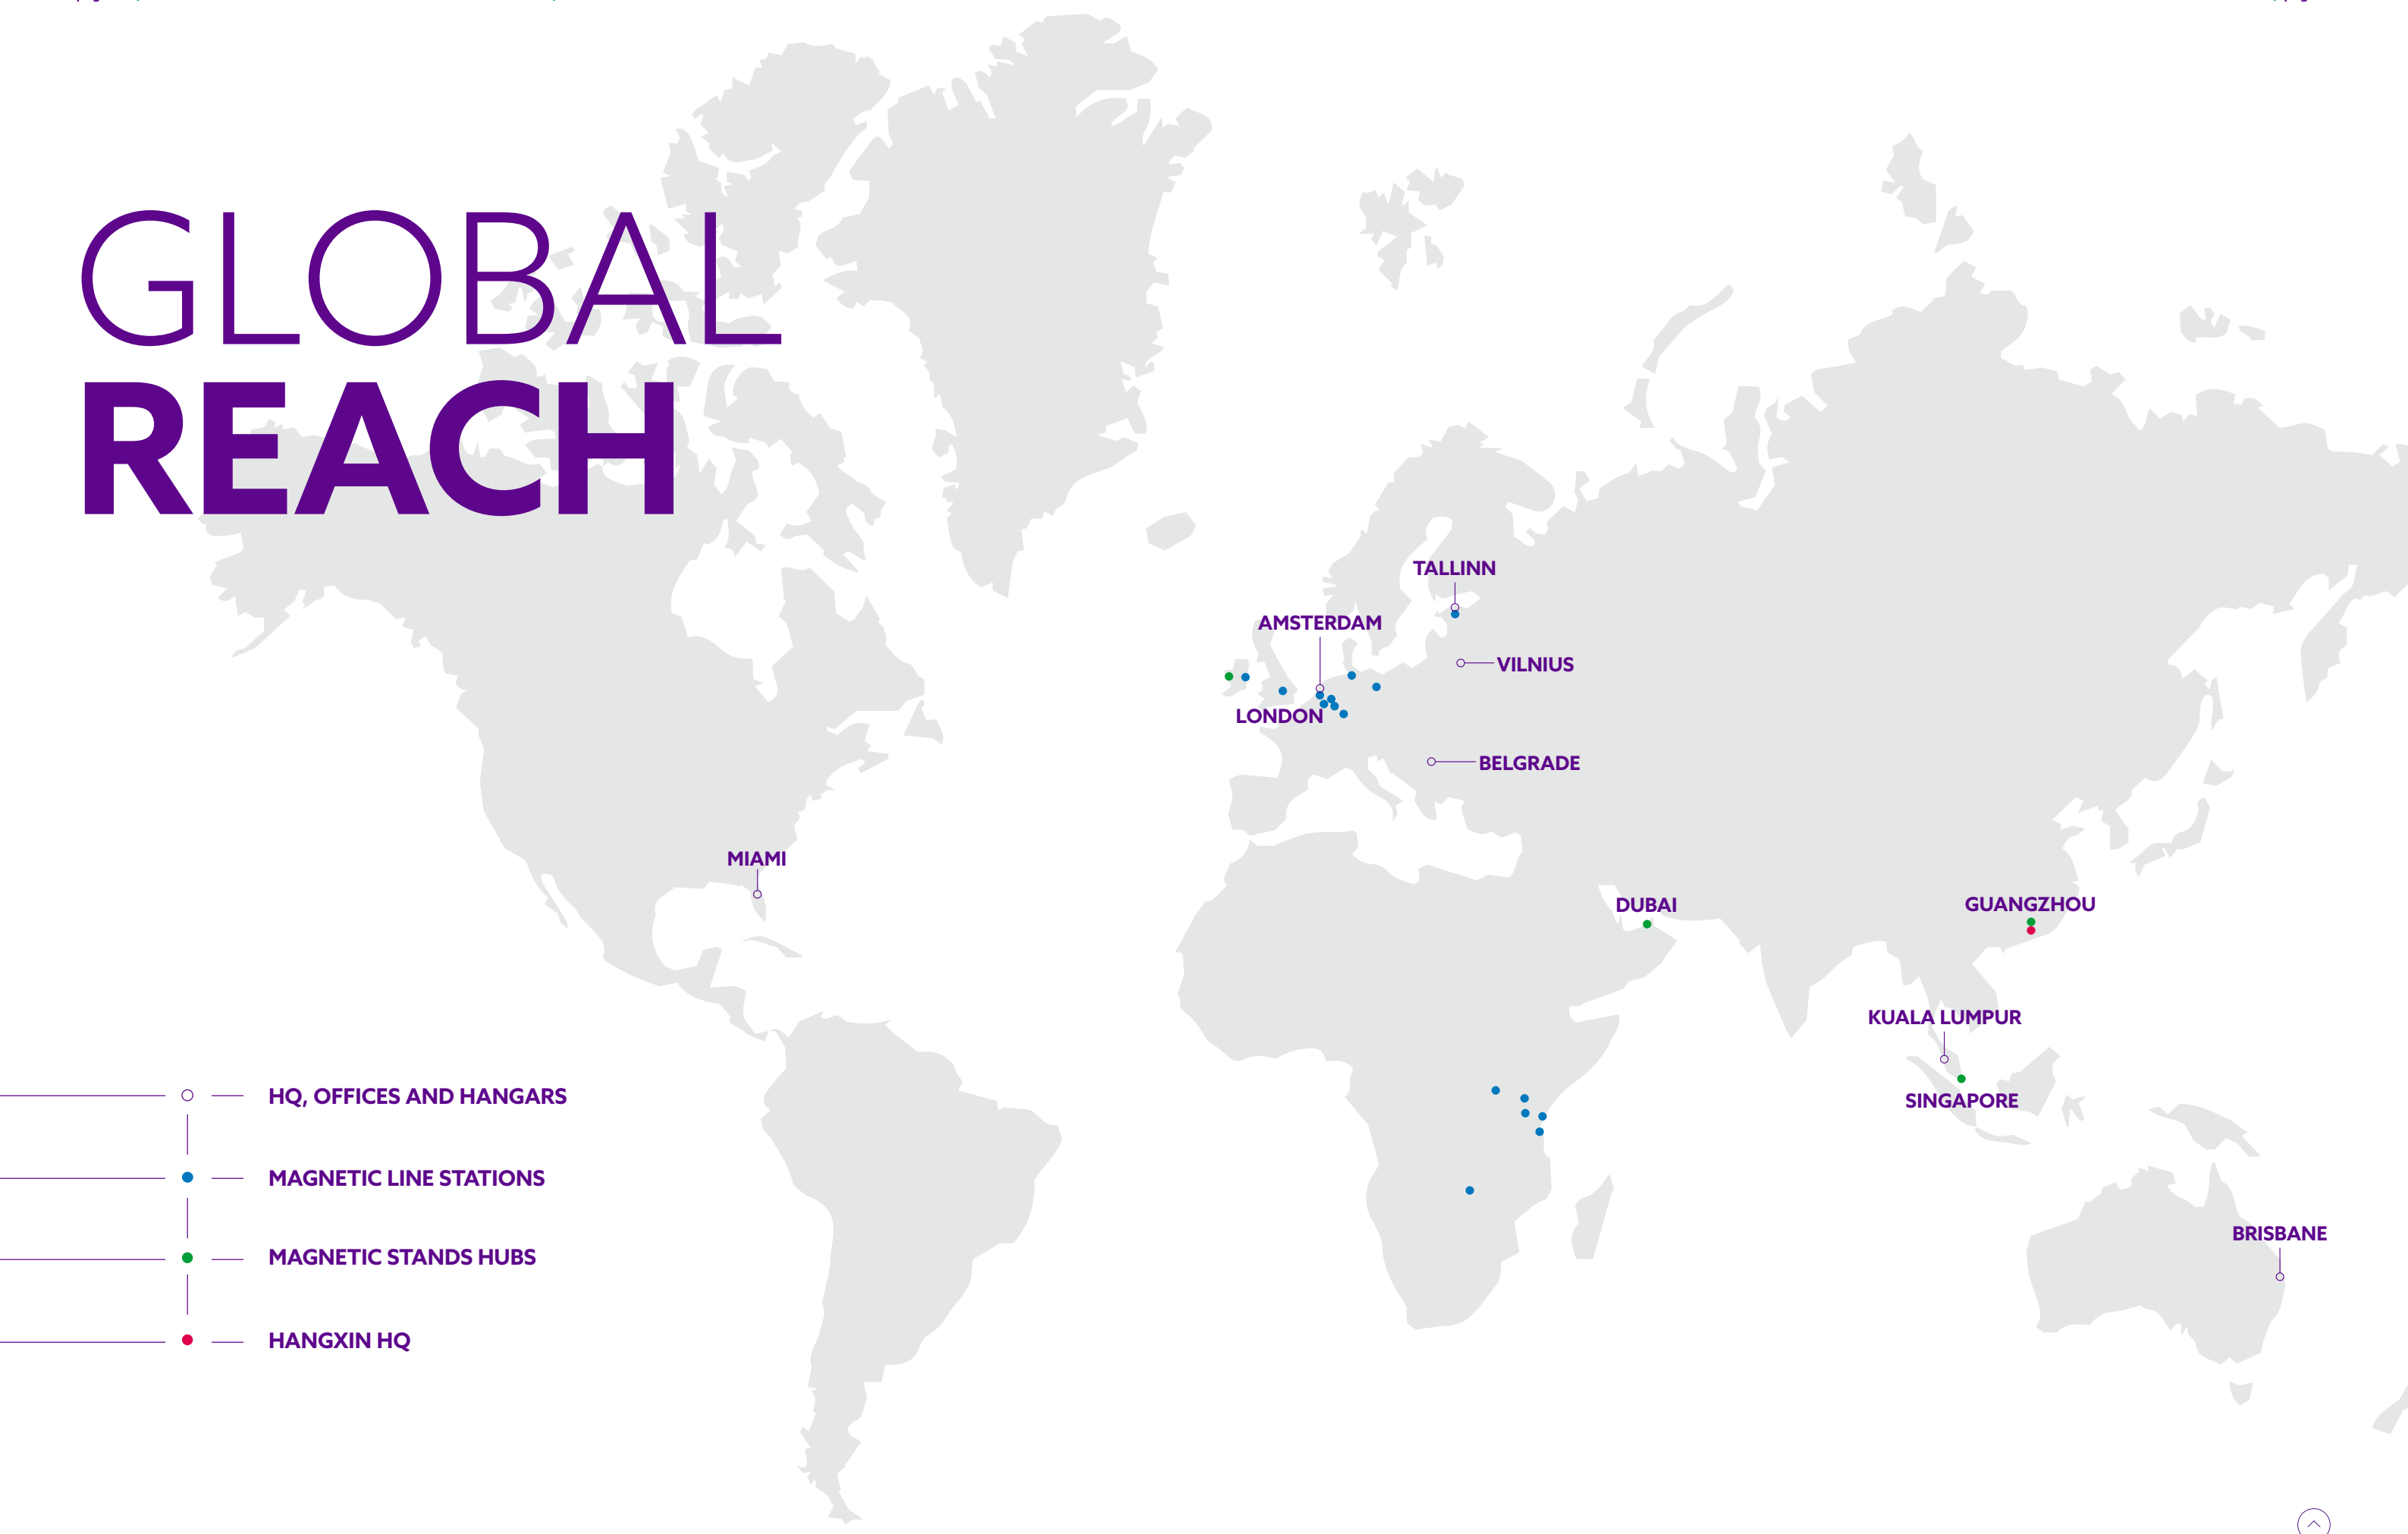 GLOBAL
REACH
TALLINN
AMSTERDAM
VILNIUS
LONDON
BELGRADE
MIAMI
DUBAI
GUANGZHOU
KUALA LUMPUR
SINGAPORE
BRISBANE
HQ, OFFICES AND HANGARS
MAGNETIC LINE STATIONS
MAGNETIC STANDS HUBS
HANGXIN HQ